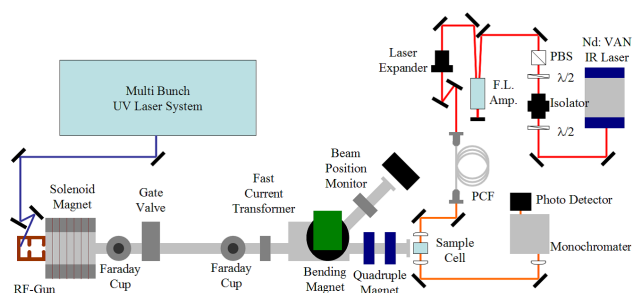 Laser
Expander
F.L.
Amp.
PBS
λ/2
Isolator
λ/2
Nd: VAN
IR Laser
Multi Bunch
UV Laser System
Solenoid
Magnet
Gate
Valve
Fast
Current
Transformer
Beam
Position
Monitor
PCF
Photo Detector
Monochromater
Sample
Cell
RF-Gun
Faraday
Cup
Faraday
Cup
Bending
Magnet
Quadruple
Magnet